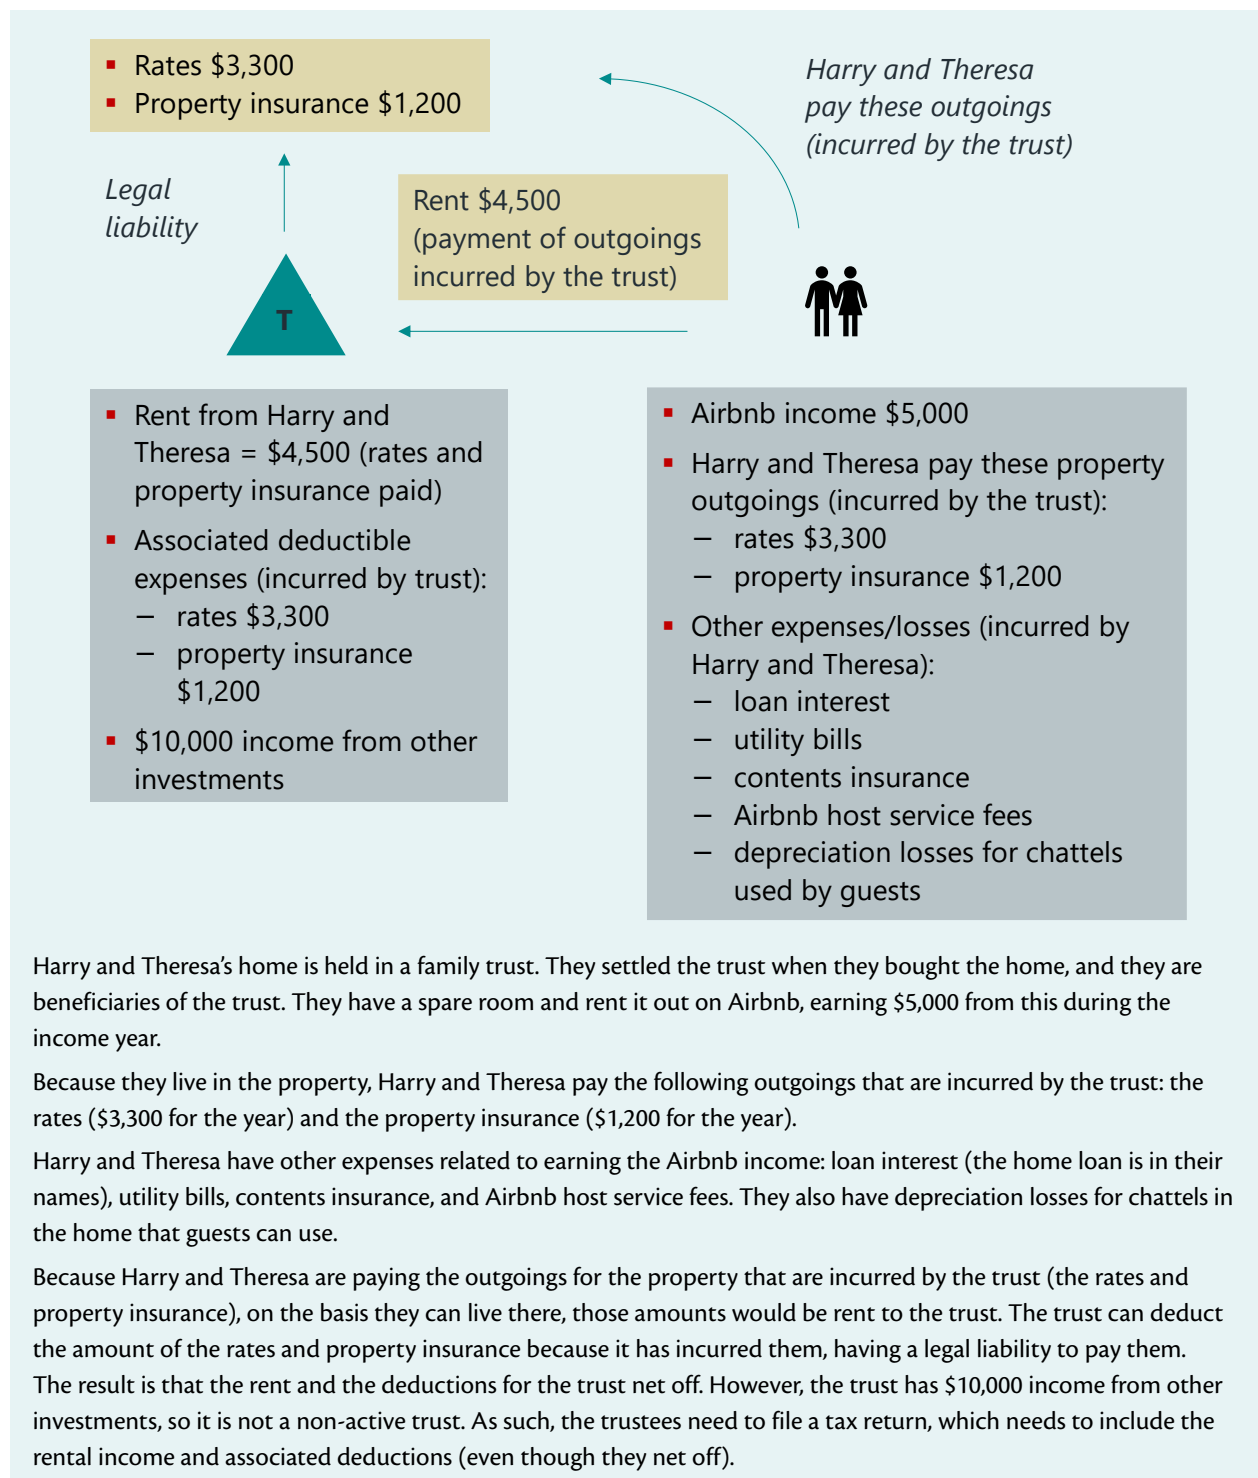 ▪ Rates $3,300
▪ Property insurance $1,200
Harry and Theresa
pay these outgoings
(incurred by the trust)
Legal
liability
Rent $4,500
(payment of outgoings
incurred by the trust)
T
▪ Rent from Harry and
Theresa = $4,500 (rates and
property insurance paid)
▪ Associated deductible
expenses (incurred by trust):
– rates $3,300
– property insurance
$1,200
▪ $10,000 income from other
investments
▪ Airbnb income $5,000
▪ Harry and Theresa pay these property
outgoings (incurred by the trust):
– rates $3,300
– property insurance $1,200
▪ Other expenses/losses (incurred by
Harry and Theresa):
– loan interest
– utility bills
– contents insurance
– Airbnb host service fees
– depreciation losses for chattels
used by guests
Harry and Theresa’s home is held in a family trust. They settled the trust when they bought the home, and they are
beneficiaries of the trust. They have a spare room and rent it out on Airbnb, earning $5,000 from this during the
income year.
Because they live in the property, Harry and Theresa pay the following outgoings that are incurred by the trust: the
rates ($3,300 for the year) and the property insurance ($1,200 for the year).
Harry and Theresa have other expenses related to earning the Airbnb income: loan interest (the home loan is in their
names), utility bills, contents insurance, and Airbnb host service fees. They also have depreciation losses for chattels in
the home that guests can use.
Because Harry and Theresa are paying the outgoings for the property that are incurred by the trust (the rates and
property insurance), on the basis they can live there, those amounts would be rent to the trust. The trust can deduct
the amount of the rates and property insurance because it has incurred them, having a legal liability to pay them.
The result is that the rent and the deductions for the trust net off. However, the trust has $10,000 income from other
investments, so it is not a non-active trust. As such, the trustees need to file a tax return, which needs to include the
rental income and associated deductions (even though they net off).